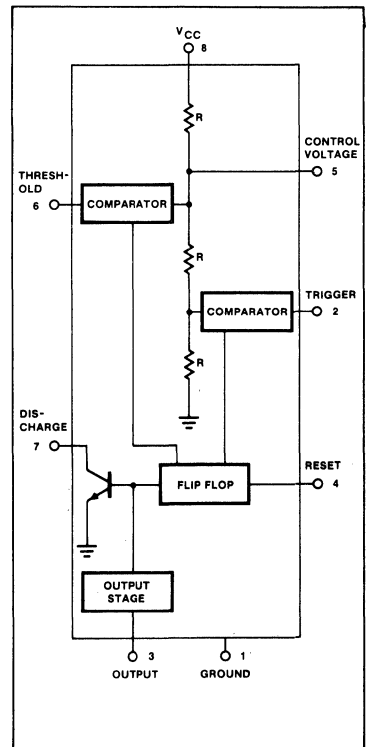 VCC
8
R
CONTROL
VOLTAGE
5
THRESH-
OLD
6
COMPARATOR
R
TRIGGER
COMPARATOR
2
R
DIS-
CHARGE
7
RESET
FLIP FLOP
4
OUTPUT
STAGE
3
1
OUTPUT
GROUND